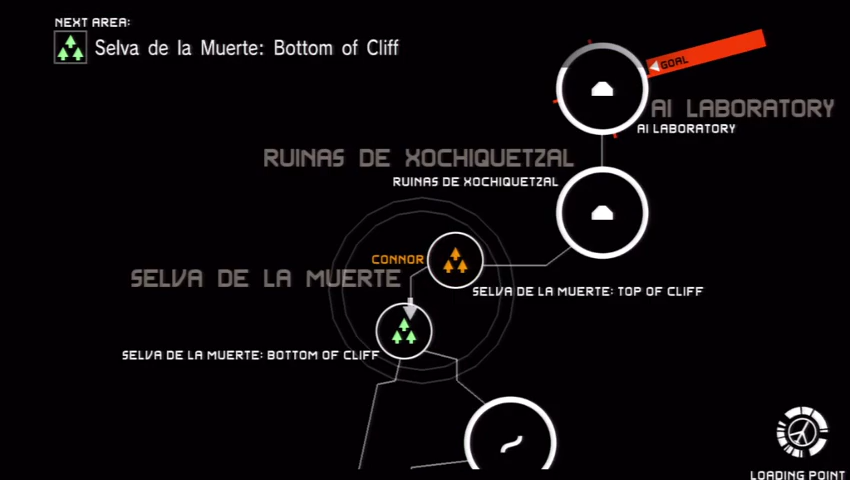 NEXT AREA:
Selva de la Muerte: Bottom of Cliff
GOAL
AI LABORATORY
AI LABORATORY
RUINAS DE XOCHIQUETZAL
RUINAS DE XOCHIQUETZAL
CONNOR
SELVA DE LA MUERTE
SELVA DE LA MUERTE: TOP OF CLIFF
SELVA DE LA MUERTE: BOTTOM OF CLIFF
LOADING POINT